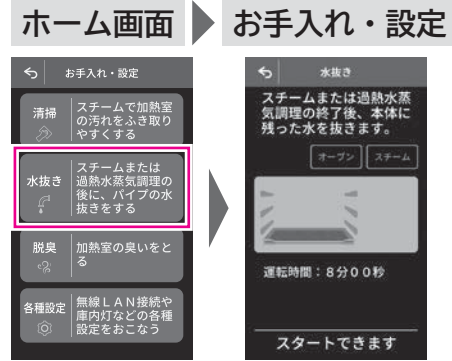 ホーム画面 お手入れ・設定
お手入れ・設定
清掃
スチームで加熱室
の汚れをふき取り
やすくする
水抜き
スチームまたは
過熱水蒸気調理の
後に、パイプの水
抜きをする
脱臭
加熱室の臭いをと
る
各種設定
無線LAN接続や
庫内灯などの各種
設定をおこなう
水抜き
スチームまたは過熱水蒸
気調理の終了後、本体に
残った水を抜きます。
オーブン スチーム
運転時間：8分00秒
スタートできます